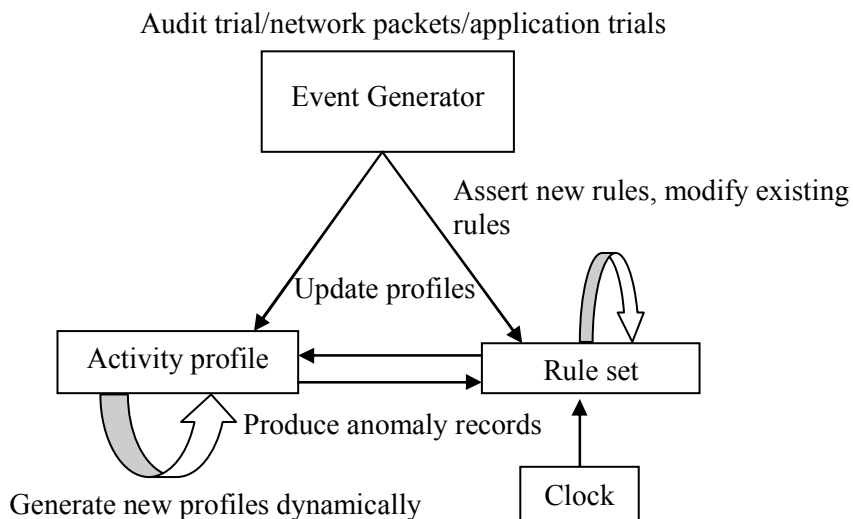 Audit trial/network packets/application trials
Event Generator
Assert new rules, modify existing
rules
Update profiles
Activity profile
Rule set
Produce anomaly records
Generate new profiles dynamically
Clock